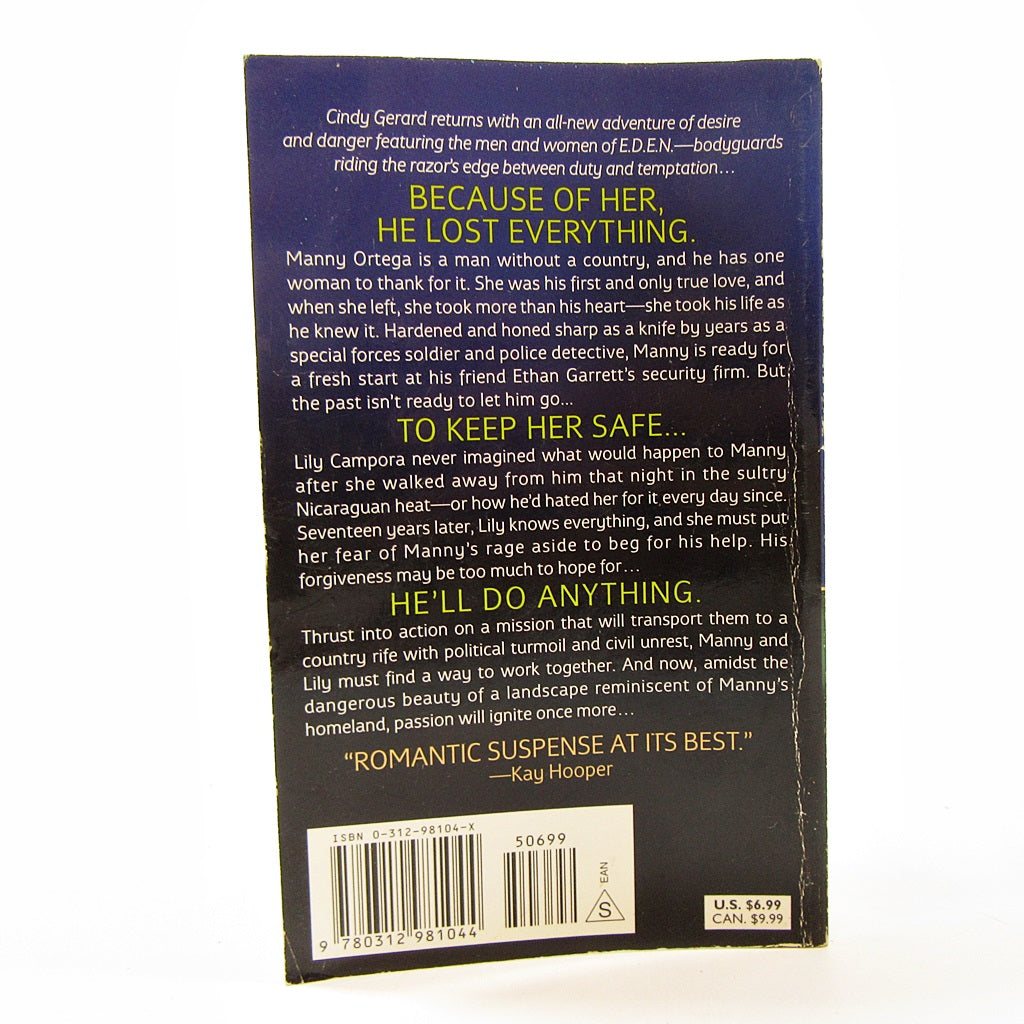 Cindy Gerard returns with an all-new adventure of desire
and danger featuring the men and women of E.D.E.N.—bodyguards
riding the razor's edge between duty and temptation...
BECAUSE OF HER,
HE LOST EVERYTHING.
Manny Ortega is a man without a country, and he has one
woman to thank for it. She was his first and only true love, and
when she left, she took more than his heart—she took his life as
he knew it. Hardened and honed sharp as a knife by years as a
special forces soldier and police detective, Manny is ready for
a fresh start at his friend Ethan Garrett's security firm. But
the past isn't ready to let him go...
TO KEEP HER SAFE...
Lily Campora never imagined what would happen to Manny
after she walked away from him that night in the sultry
Nicaraguan heat—or how he'd hated her for it every day since.
Seventeen years later, Lily knows everything, and she must put
her fear of Manny's rage aside to beg for his help. His
forgiveness may be too much to hope for...
HE'LL DO ANYTHING.
Thrust into action on a mission that will transport them to a
country rife with political turmoil and civil unrest, Manny and
Lily must find a way to work together. And now, amidst the
dangerous beauty of a landscape reminiscent of Manny's
homeland, passion will ignite once more...
"ROMANTIC SUSPENSE AT ITS BEST."
—Kay Hooper
ISBN 0-312-98104-X
50699
EAN
S
9 780312 981044
U.S. $6.99
CAN. $9.99